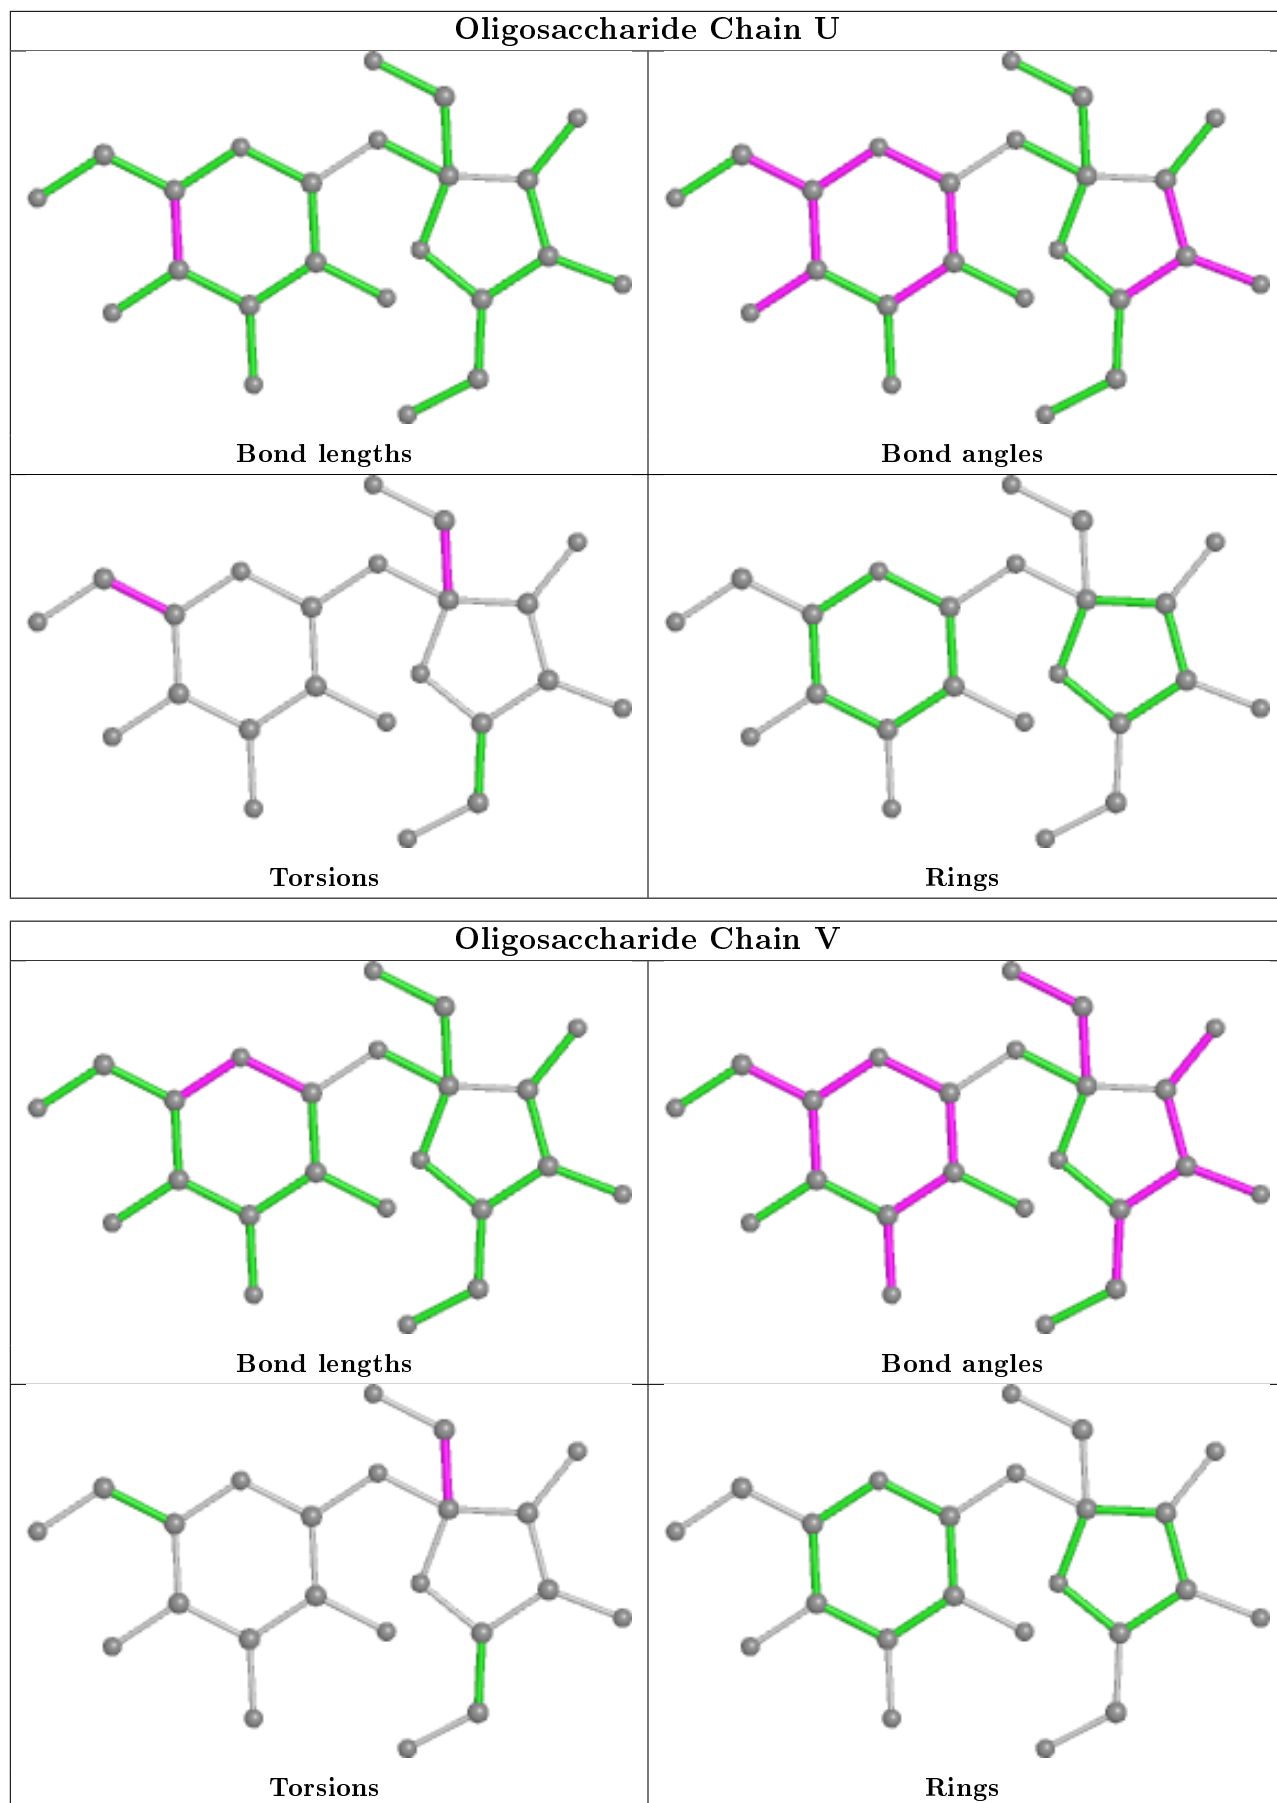 Oligosaccharide Chain U
Bond lengths
Bond angles
Torsions
Rings
Oligosaccharide Chain V
Bond lengths
Bond angles
Torsions
Rings